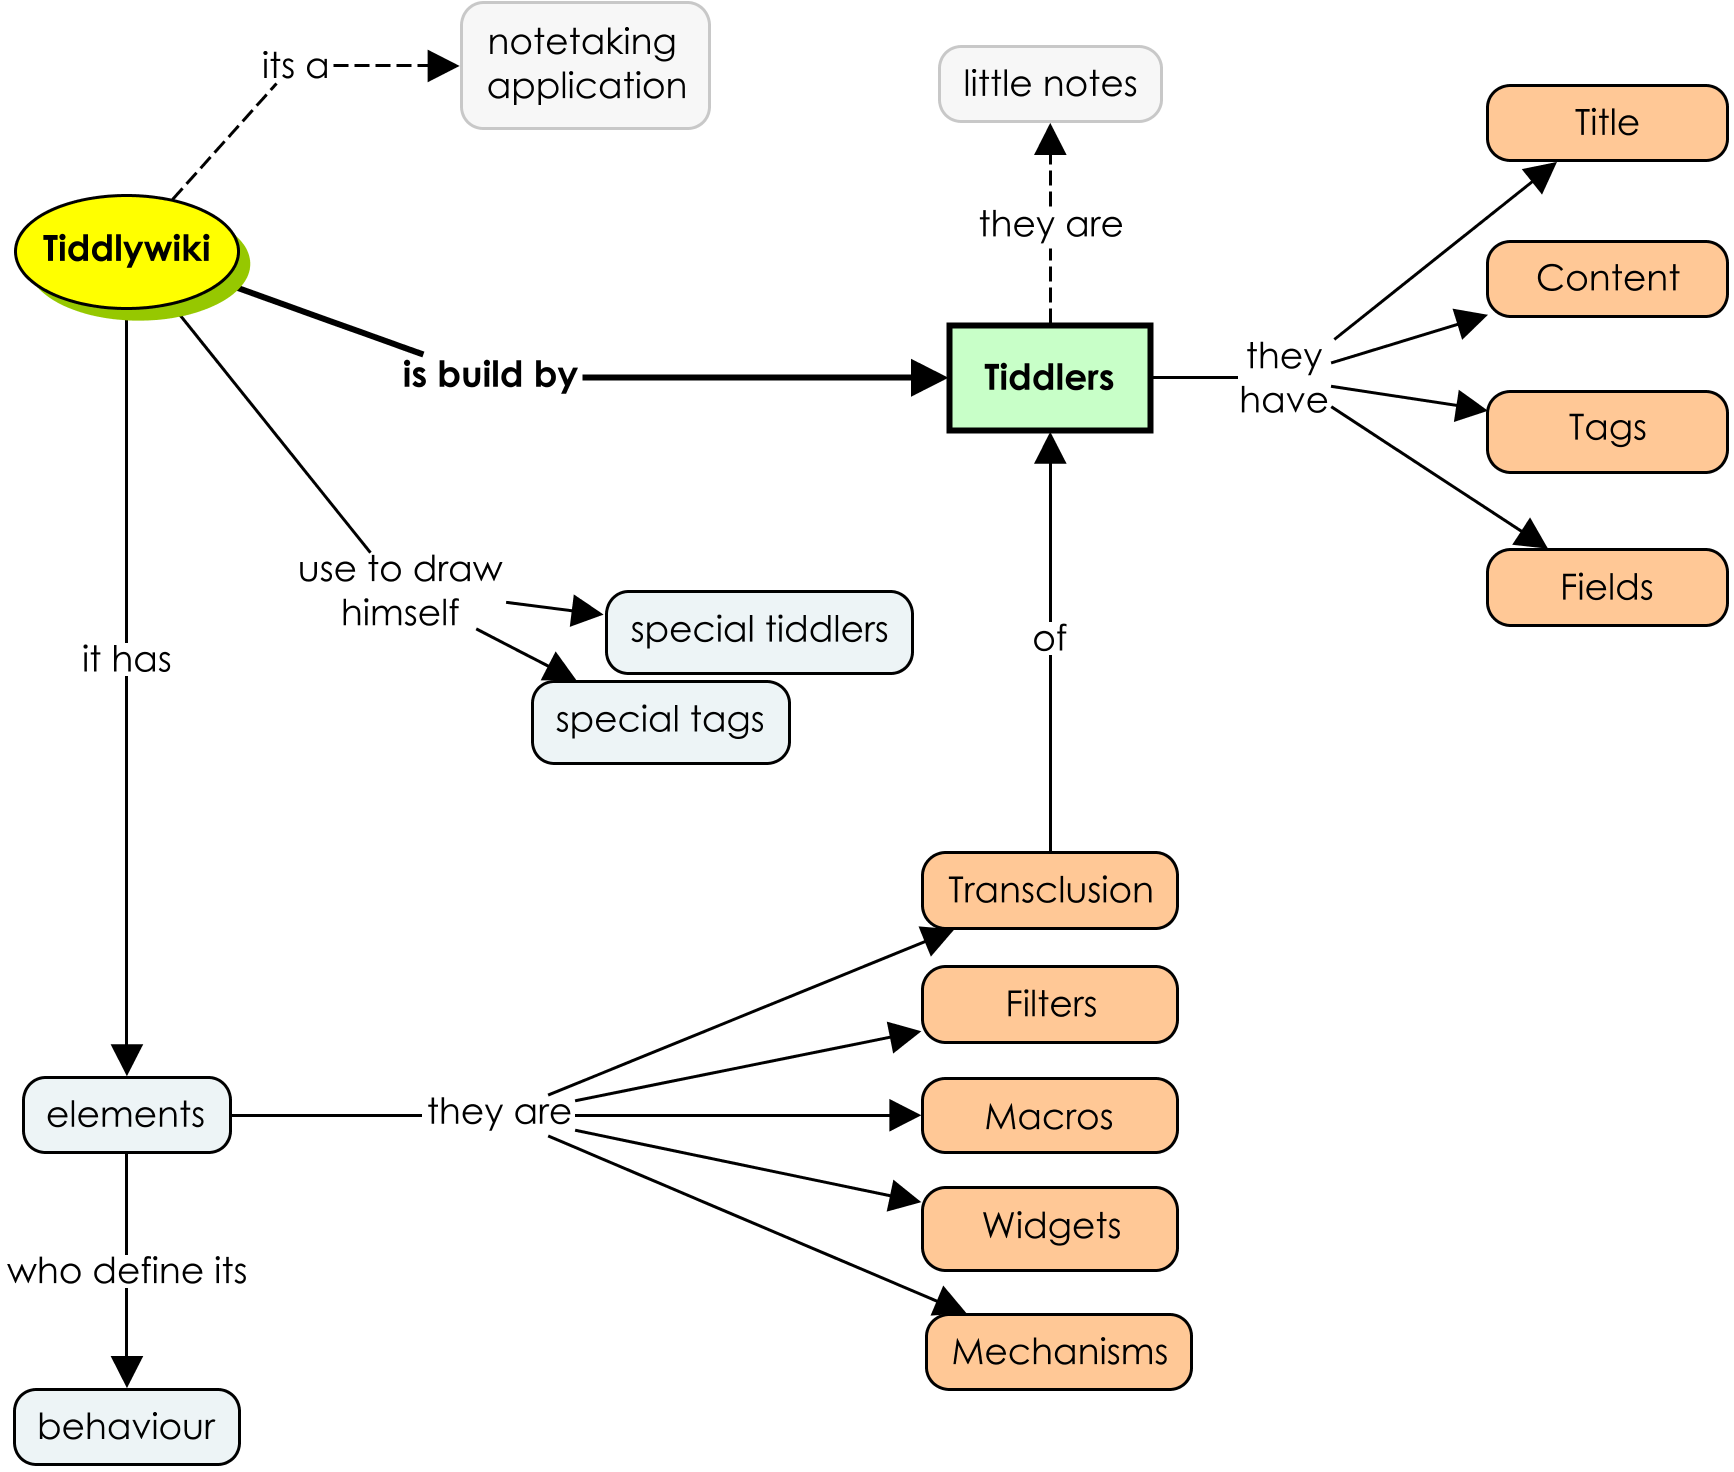 its a
notetaking
application
little notes
Title
they are
Tiddlywiki
Content
is build by
Tiddlers
they
have
Tags
use to draw
himself
special tiddlers
Fields
it has
of
special tags
Transclusion
Filters
elements
they are
Macros
Widgets
who define its
Mechanisms
behaviour